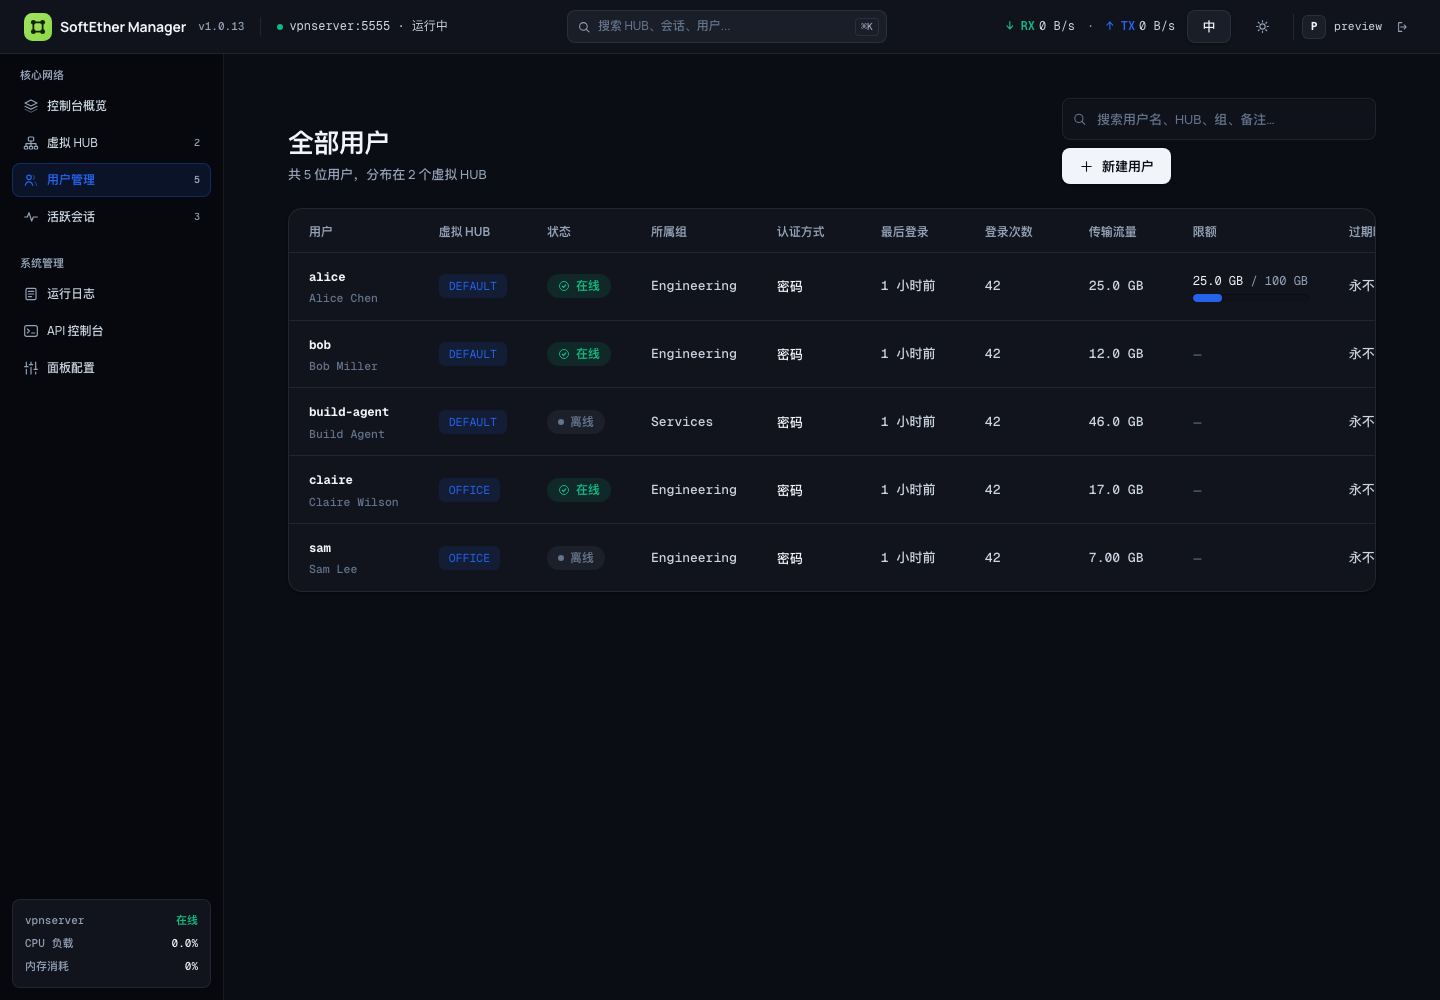 SoftEther Manager v1.0.13 vpnserver:5555 · 运行中 搜索 HUB、会话、用户... ⌘K ↓ RX 0 B/s · ↑ TX 0 B/s 中 P preview
核心网络
控制台概览
虚拟 HUB 2
用户管理 5
活跃会话 3
系统管理
运行日志
API 控制台
面板配置
vpnserver 在线
CPU 负载 0.0%
内存消耗 0%
全部用户
共 5 位用户，分布在 2 个虚拟 HUB
搜索用户名、HUB、组、备注...
+ 新建用户
用户 虚拟 HUB 状态 所属组 认证方式 最后登录 登录次数 传输流量 限额 过期
alice DEFAULT 在线 Engineering 密码 1 小时前 42 25.0 GB 25.0 GB / 100 GB 永不
Alice Chen
bob DEFAULT 在线 Engineering 密码 1 小时前 42 12.0 GB — 永不
Bob Miller
build-agent DEFAULT 离线 Services 密码 1 小时前 42 46.0 GB — 永不
Build Agent
claire OFFICE 在线 Engineering 密码 1 小时前 42 17.0 GB — 永不
Claire Wilson
sam OFFICE 离线 Engineering 密码 1 小时前 42 7.00 GB — 永不
Sam Lee